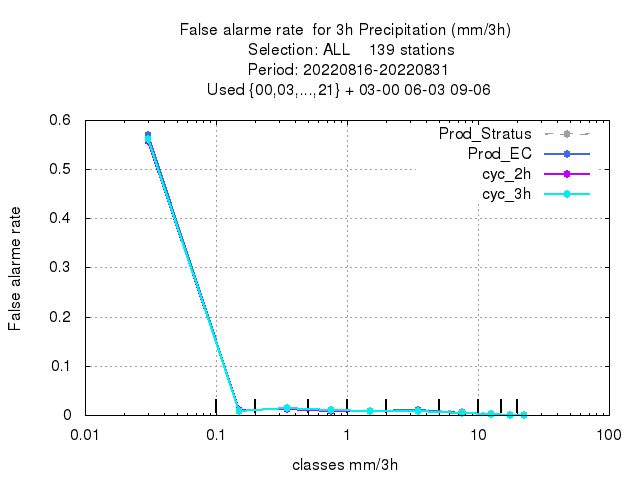 False alarme rate  for 3h Precipitation (mm/3h)
Selection: ALL    139 stations
Period: 20220816-20220831
Used {00,03,...,21} + 03-00 06-03 09-06
Prod_Stratus
Prod_EC
cyc_2h
cyc_3h
0.6
0.5
0.4
0.3
0.2
0.1
0
False alarme rate
0.01 0.1 1 10 100
classes mm/3h